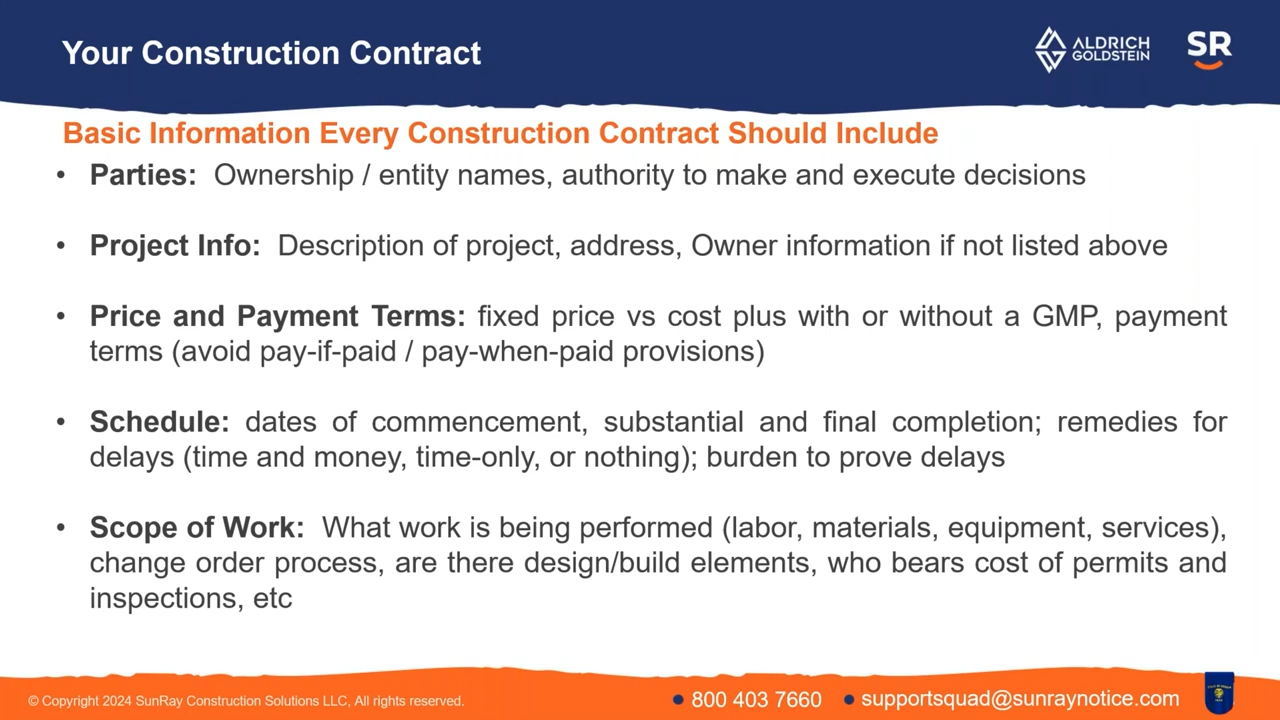 Your Construction Contract
ALDRICH
GOLDSTEIN
SR
Basic Information Every Construction Contract Should Include
• Parties: Ownership / entity names, authority to make and execute decisions
• Project Info: Description of project, address, Owner information if not listed above
• Price and Payment Terms: fixed price vs cost plus with or without a GMP, payment
terms (avoid pay-if-paid / pay-when-paid provisions)
• Schedule: dates of commencement, substantial and final completion; remedies for
delays (time and money, time-only, or nothing); burden to prove delays
• Scope of Work: What work is being performed (labor, materials, equipment, services),
change order process, are there design/build elements, who bears cost of permits and
inspections, etc
© Copyright 2024 SunRay Construction Solutions LLC, All rights reserved.
• 800 403 7660 • supportsquad@sunraynotice.com